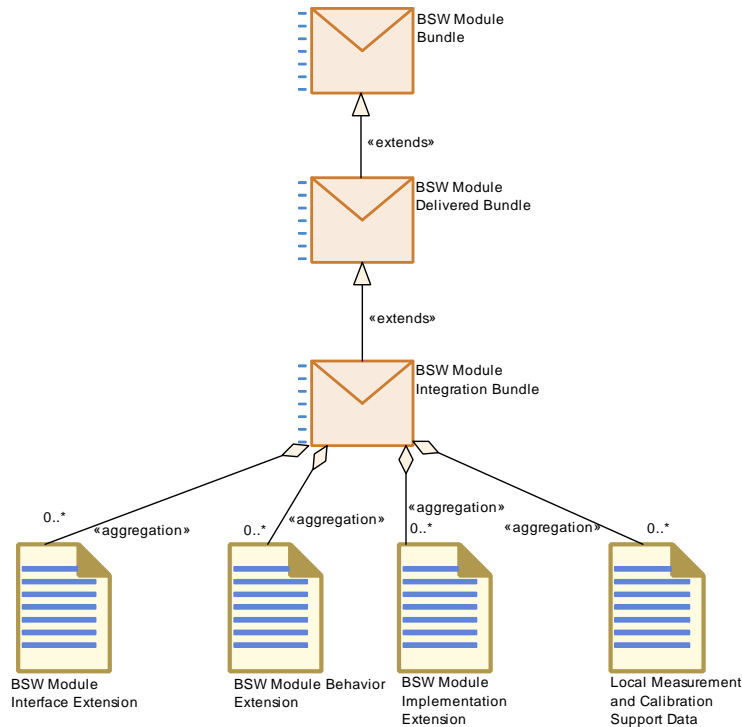 BSW Module
Bundle
«extends»
BSW Module
Delivered Bundle
«extends»
BSW Module
Integration Bundle
0..*
«aggregation»
0..*
«aggregation»
0..*
«aggregation»
0..*
«aggregation»
BSW Module
Interface Extension
BSW Module Behavior
Extension
BSW Module
Implementation
Extension
Local Measurement
and Calibration
Support Data